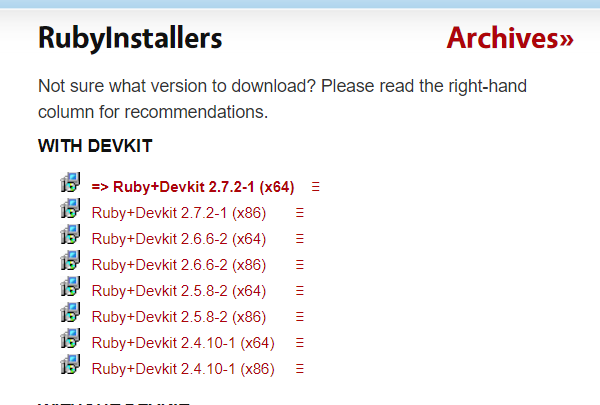 RubyInstallers Archives»
Not sure what version to download? Please read the right-hand
column for recommendations.
WITH DEVKIT
=> Ruby+Devkit 2.7.2-1 (x64)
Ruby+Devkit 2.7.2-1 (x86)
Ruby+Devkit 2.6.6-2 (x64)
Ruby+Devkit 2.6.6-2 (x86)
Ruby+Devkit 2.5.8-2 (x64)
Ruby+Devkit 2.5.8-2 (x86)
Ruby+Devkit 2.4.10-1 (x64)
Ruby+Devkit 2.4.10-1 (x86)